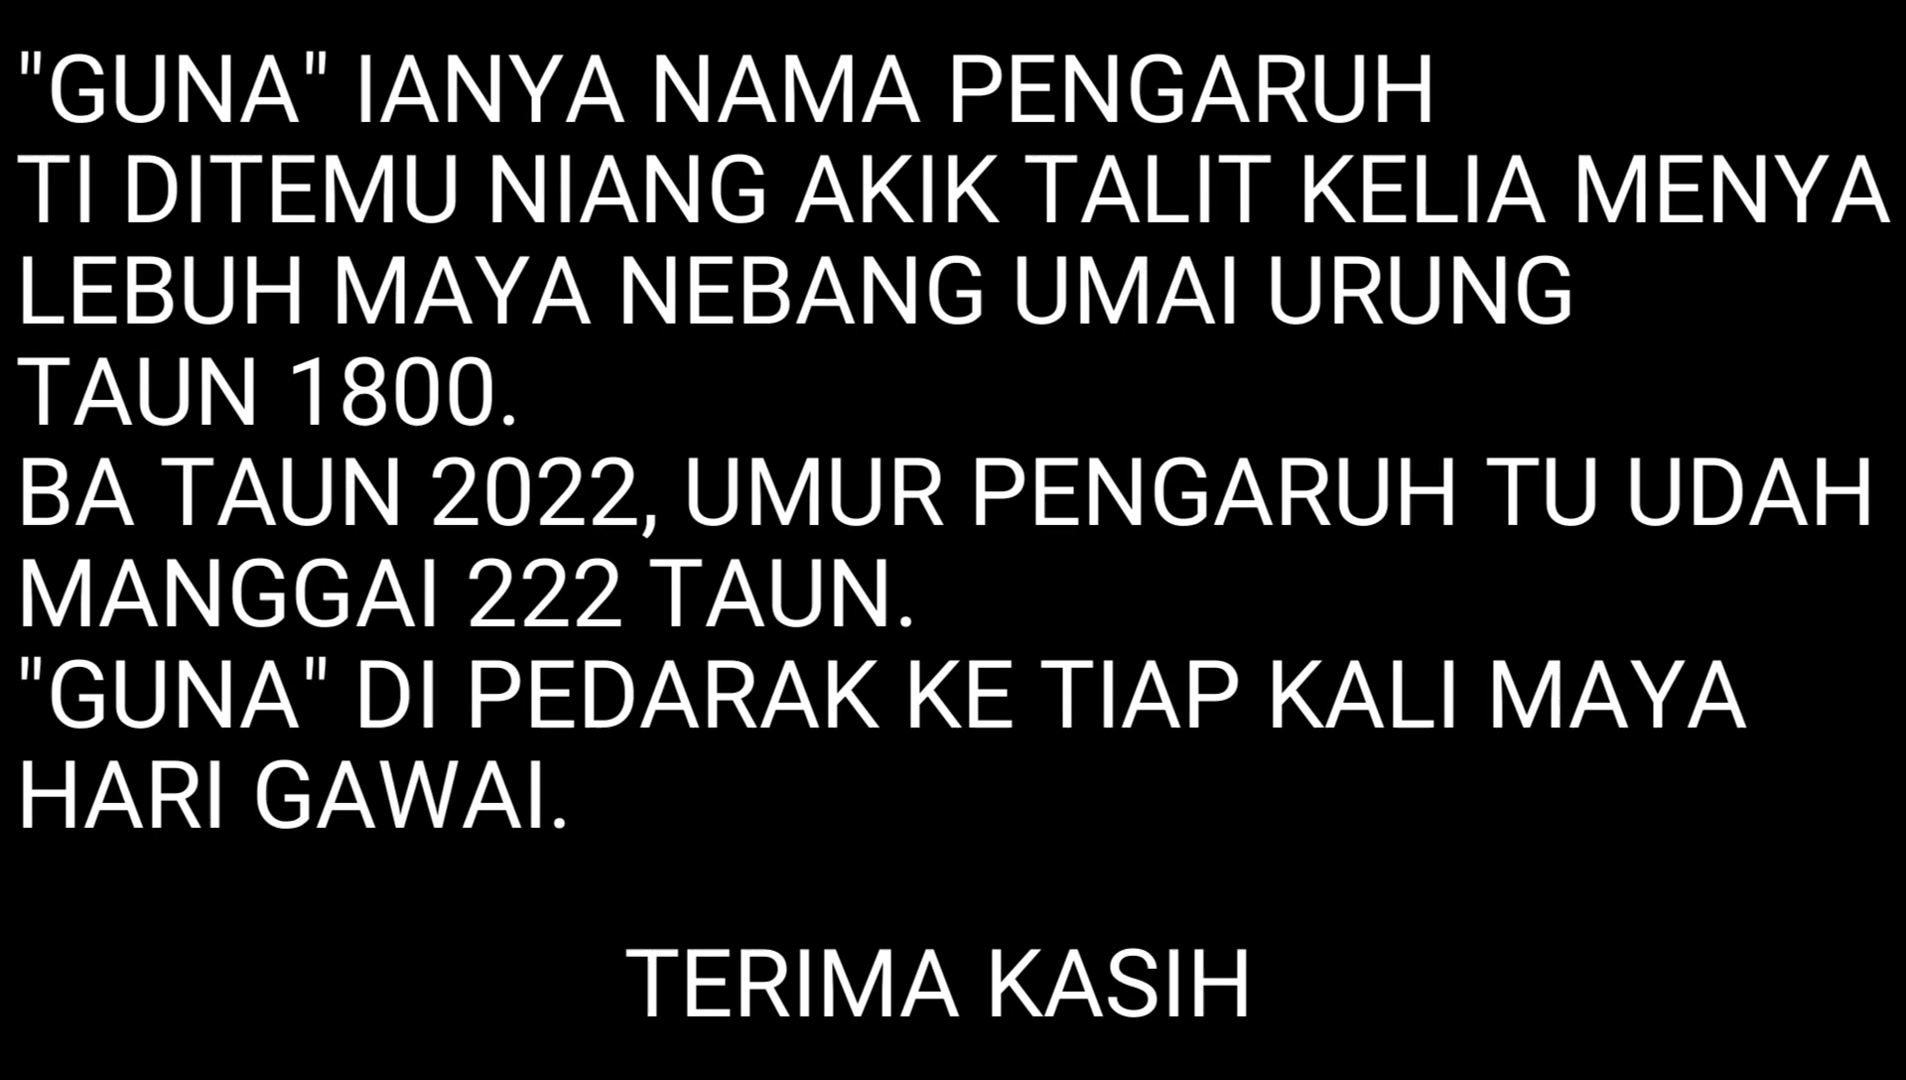 "GUNA" IANYA NAMA PENGARUH
TI DITEMU NIANG AKIK TALIT KELIA MENYA
LEBUH MAYA NEBANG UMAI URUNG
TAUN 1800.
BA TAUN 2022, UMUR PENGARUH TU UDAH
MANGGAI 222 TAUN.
"GUNA" DI PEDARAK KE TIAP KALI MAYA
HARI GAWAI.
TERIMA KASIH